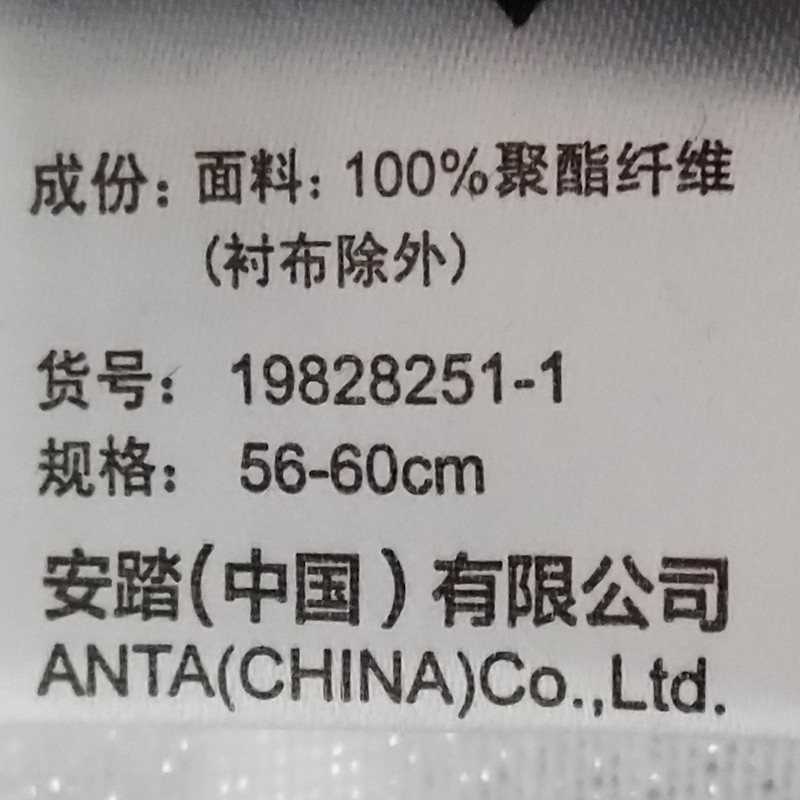 成份：面料：100%聚酯纤维
(衬布除外)
货号： 19828251-1
规格： 56-60cm
安踏(中国)有限公司
ANTA(CHINA)Co.,Ltd.